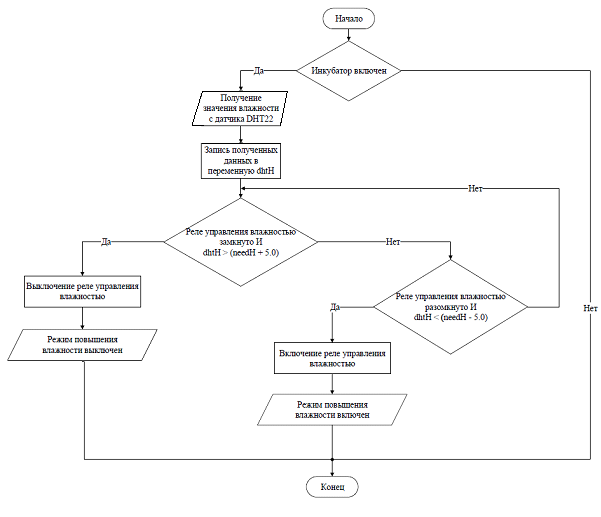 Начало
Инкубатор включен
Да
Получение
значения влажности
с датчика DHT22
Запись полученных
данных в
переменную dhtH
Нет
Реле управления влажностью
замкнуто И
dhtH > (needH + 5.0)
Да
Нет
Выключение реле управления
влажностью
Реле управления влажностью
разомкнуто И
dhtH < (needH - 5.0)
Да
Нет
Режим повышения
влажности выключен
Включение реле управления
влажностью
Режим повышения
влажности включен
Конец